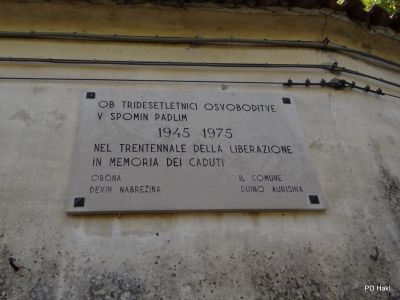 OB TRIDESETLETNICI OSVOBODITVE
V SPOMIN PADLIM
1945 1975
NEL TRENTENNALE DELLA LIBERAZIONE
IN MEMORIA DEI CADUTI
OBČINA IL COMUNE
DEVIN NABREŽINA DUINO AURISINA
PD Hakl